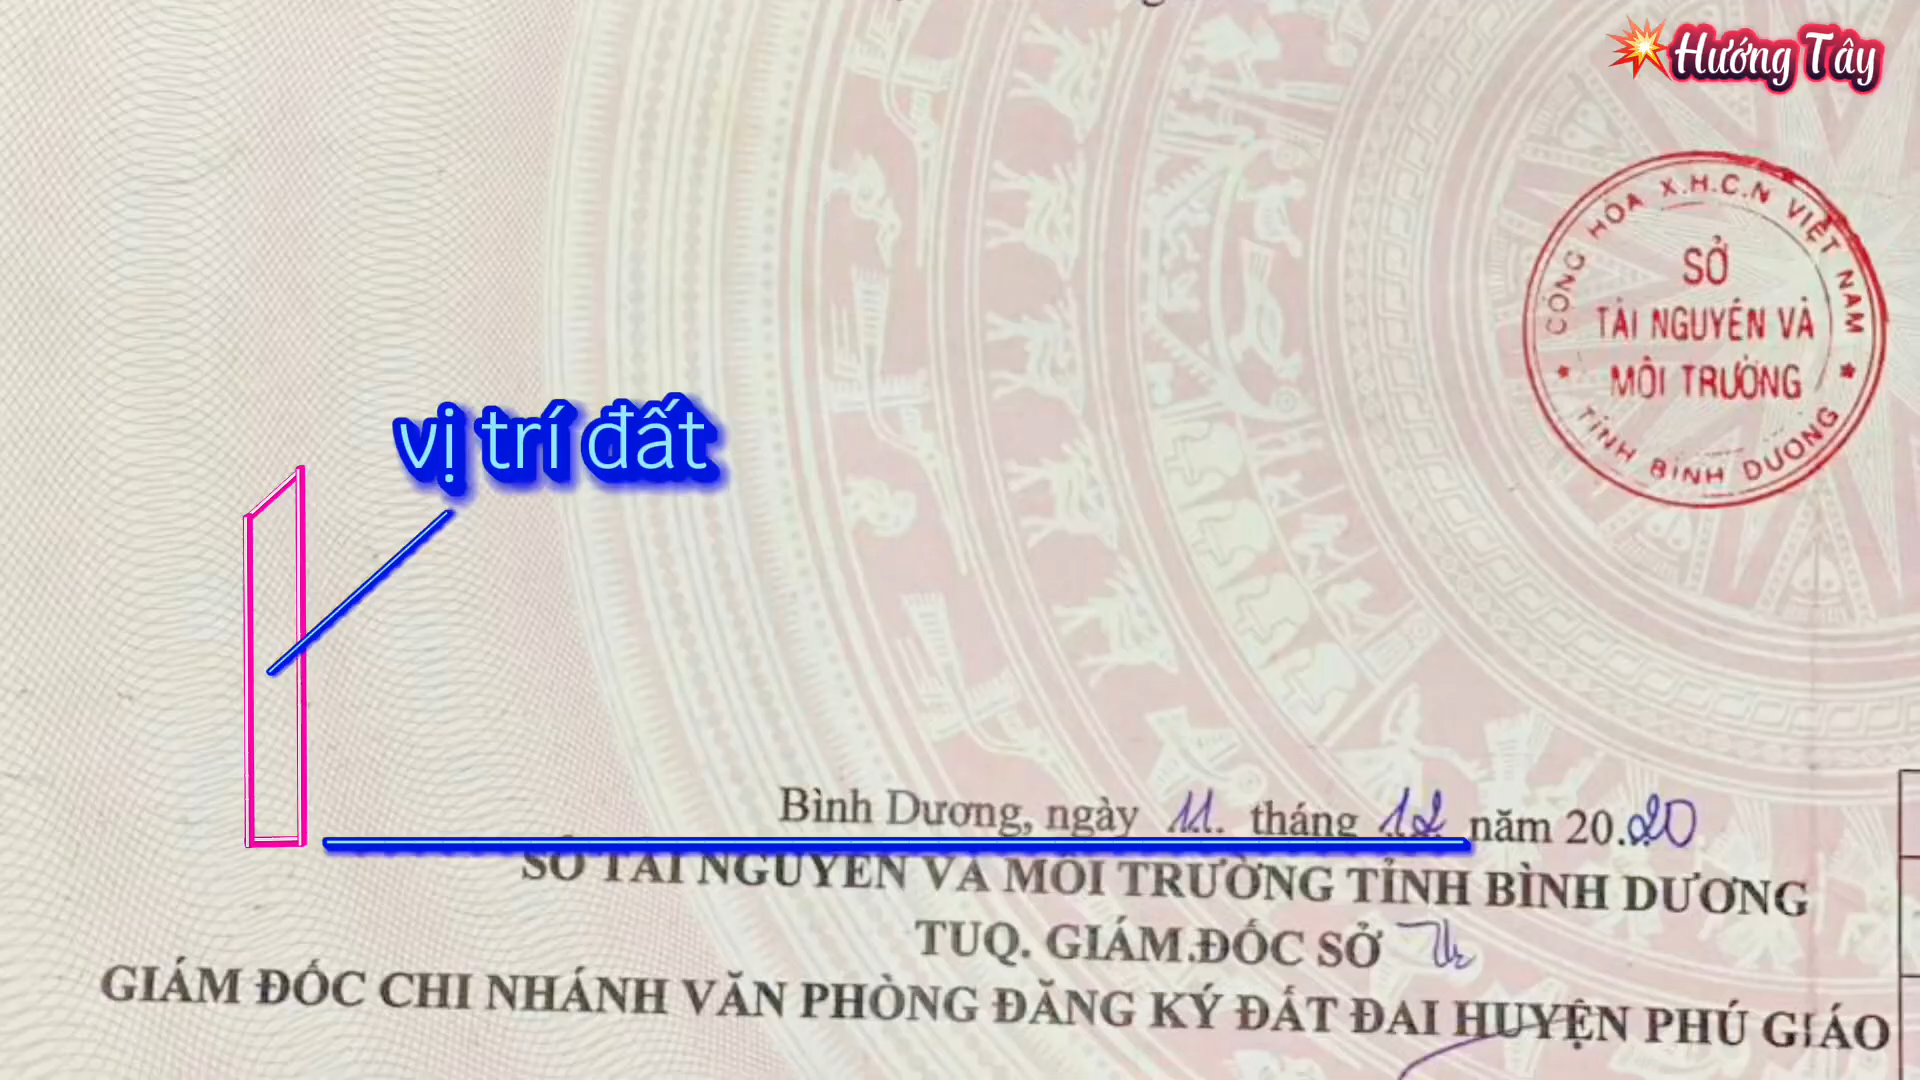 Hướng Tây
CỘNG HÒA X.H.C.N VIỆT NAM
SỞ
TÀI NGUYÊN VÀ
MÔI TRƯỜNG
TỈNH BÌNH DƯƠNG
vị trí đất
Bình Dương, ngày 11. tháng 12 năm 20.20
SỞ TÀI NGUYÊN VÀ MÔI TRƯỜNG TỈNH BÌNH DƯƠNG
TUQ. GIÁM ĐỐC SỞ
GIÁM ĐỐC CHI NHÁNH VĂN PHÒNG ĐĂNG KÝ ĐẤT ĐAI HUYỆN PHÚ GIÁO